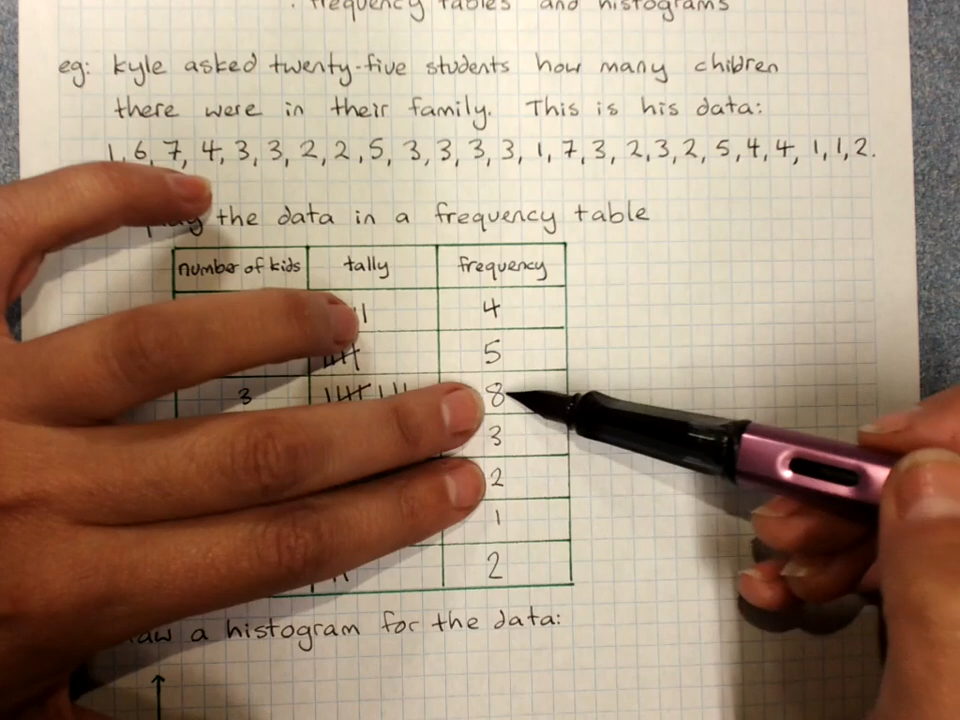 : frequency tables and histograms
eg: Kyle asked twenty-five students how many children
there were in their family. This is his data:
1, 6, 7, 4, 3, 3, 2, 2, 5, 3, 3, 3, 3, 1, 7, 3, 2, 3, 2, 5, 4, 4, 1, 1, 2.
the data in a frequency table
number of kids tally frequency
4
5
3 8
3
2
1
2
a histogram for the data: